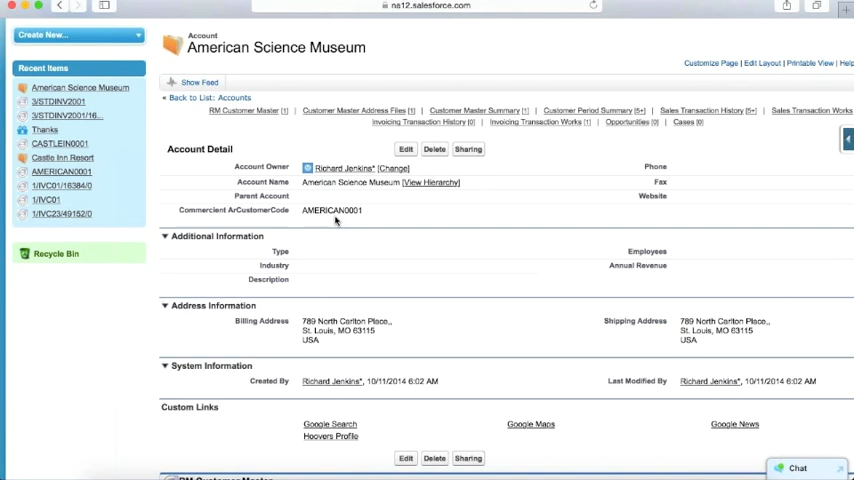 na12.salesforce.com
Create New...
Recent Items
American Science Museum
3/STDINV2001
3/STDINV2001/16...
Thanks
CASTLEIN0001
Castle Inn Resort
AMERICAN0001
1/IVC01/16384/0
1/IVC01
1/IVC23/49152/0
Recycle Bin
Account
American Science Museum
Customize Page | Edit Layout | Printable View | Help
Show Feed
« Back to List: Accounts
RM Customer Master [1] | Customer Master Address Files [1] | Customer Master Summary [1] | Customer Period Summary [5+] | Sales Transaction History [5+] | Sales Transaction Works
Invoicing Transaction History [0] | Invoicing Transaction Works [1] | Opportunities [0] | Cases [0]
Account Detail Edit Delete Sharing
Account Owner Richard Jenkins* [Change] Phone
Account Name American Science Museum [View Hierarchy] Fax
Parent Account Website
Commercient ArCustomerCode AMERICAN0001
Additional Information
Type Employees
Industry Annual Revenue
Description
Address Information
Billing Address 789 North Carlton Place,, Shipping Address 789 North Carlton Place,,
St. Louis, MO 63115 St. Louis, MO 63115
USA USA
System Information
Created By Richard Jenkins*, 10/11/2014 6:02 AM Last Modified By Richard Jenkins*, 10/11/2014 6:02 AM
Custom Links
Google Search Google Maps Google News
Hoovers Profile
Edit Delete Sharing
RM Customer Master
Chat